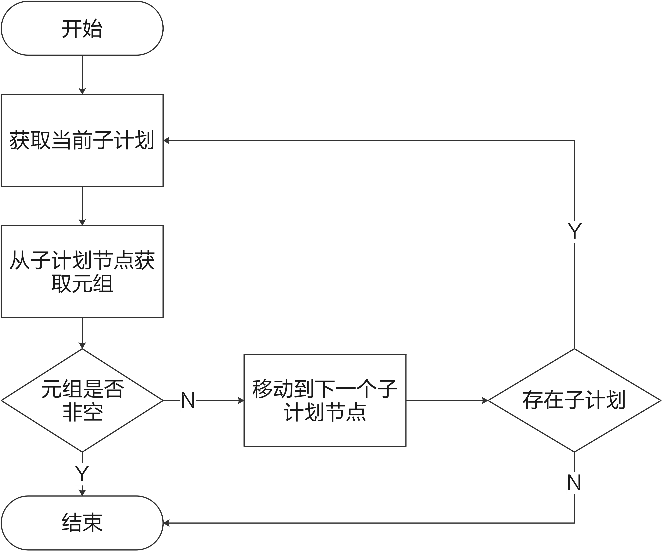 开始
获取当前子计划
从子计划节点获
取元组
元组是否
非空
N
移动到下一个子
计划节点
存在子计划
Y
Y
N
结束